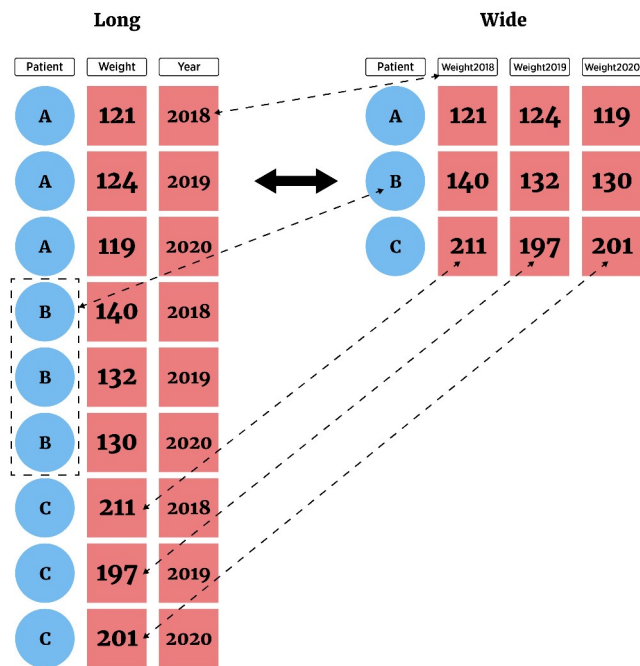 Long Wide
Patient Weight Year Patient Weight2018 Weight2019 Weight2020
A 121 2018 A 121 124 119
A 124 2019 B 140 132 130
A 119 2020 C 211 197 201
B 140 2018
B 132 2019
B 130 2020
C 211 2018
C 197 2019
C 201 2020